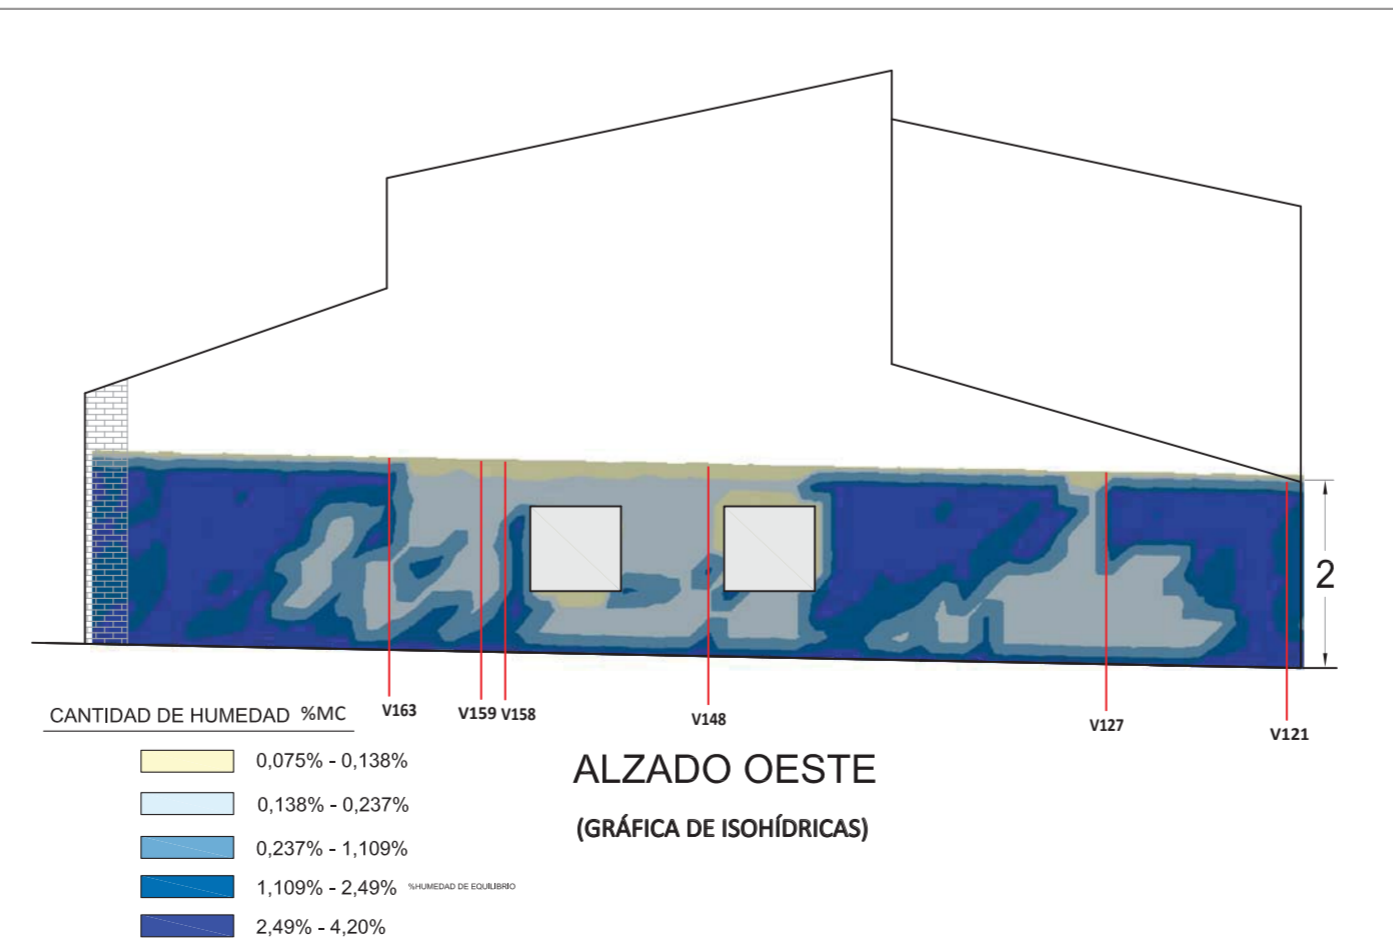 2
V163
V159
V158
V148
V127
V121
CANTIDAD DE HUMEDAD %MC
0,075% - 0,138%
0,138% - 0,237%
0,237% - 1,109%
1,109% - 2,49% %HUMEDAD DE EQUILIBRIO
2,49% - 4,20%
ALZADO OESTE
(GRÁFICA DE ISOHÍDRICAS)